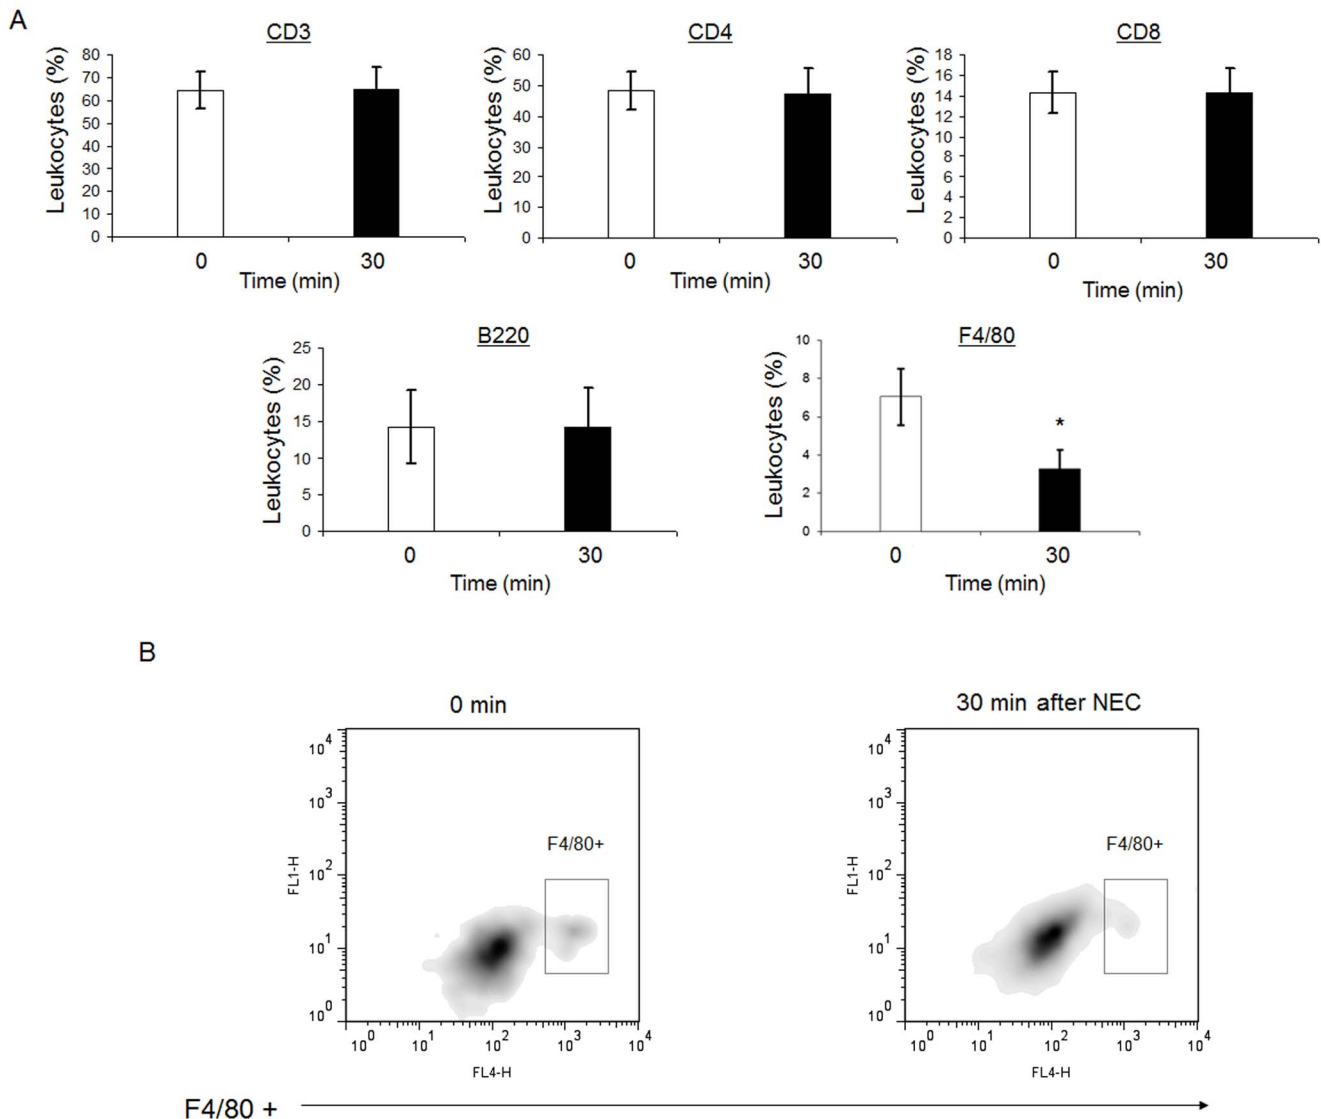 A
CD3
Leukocytes (%)
80
70
60
50
40
30
20
10
0
0 30
Time (min)
CD4
Leukocytes (%)
60
50
40
30
20
10
0
0 30
Time (min)
CD8
Leukocytes (%)
18
16
14
12
10
8
6
4
2
0
0 30
Time (min)
B220
Leukocytes (%)
25
20
15
10
5
0
0 30
Time (min)
F4/80
Leukocytes (%)
10
8
6
4
2
0
*
0 30
Time (min)
B
0 min
10^4
10^3
10^2
10^1
10^0
FL1-H
F4/80+
10^0 10^1 10^2 10^3 10^4
FL4-H
30 min after NEC
10^4
10^3
10^2
10^1
10^0
FL1-H
F4/80+
10^0 10^1 10^2 10^3 10^4
FL4-H
F4/80 +